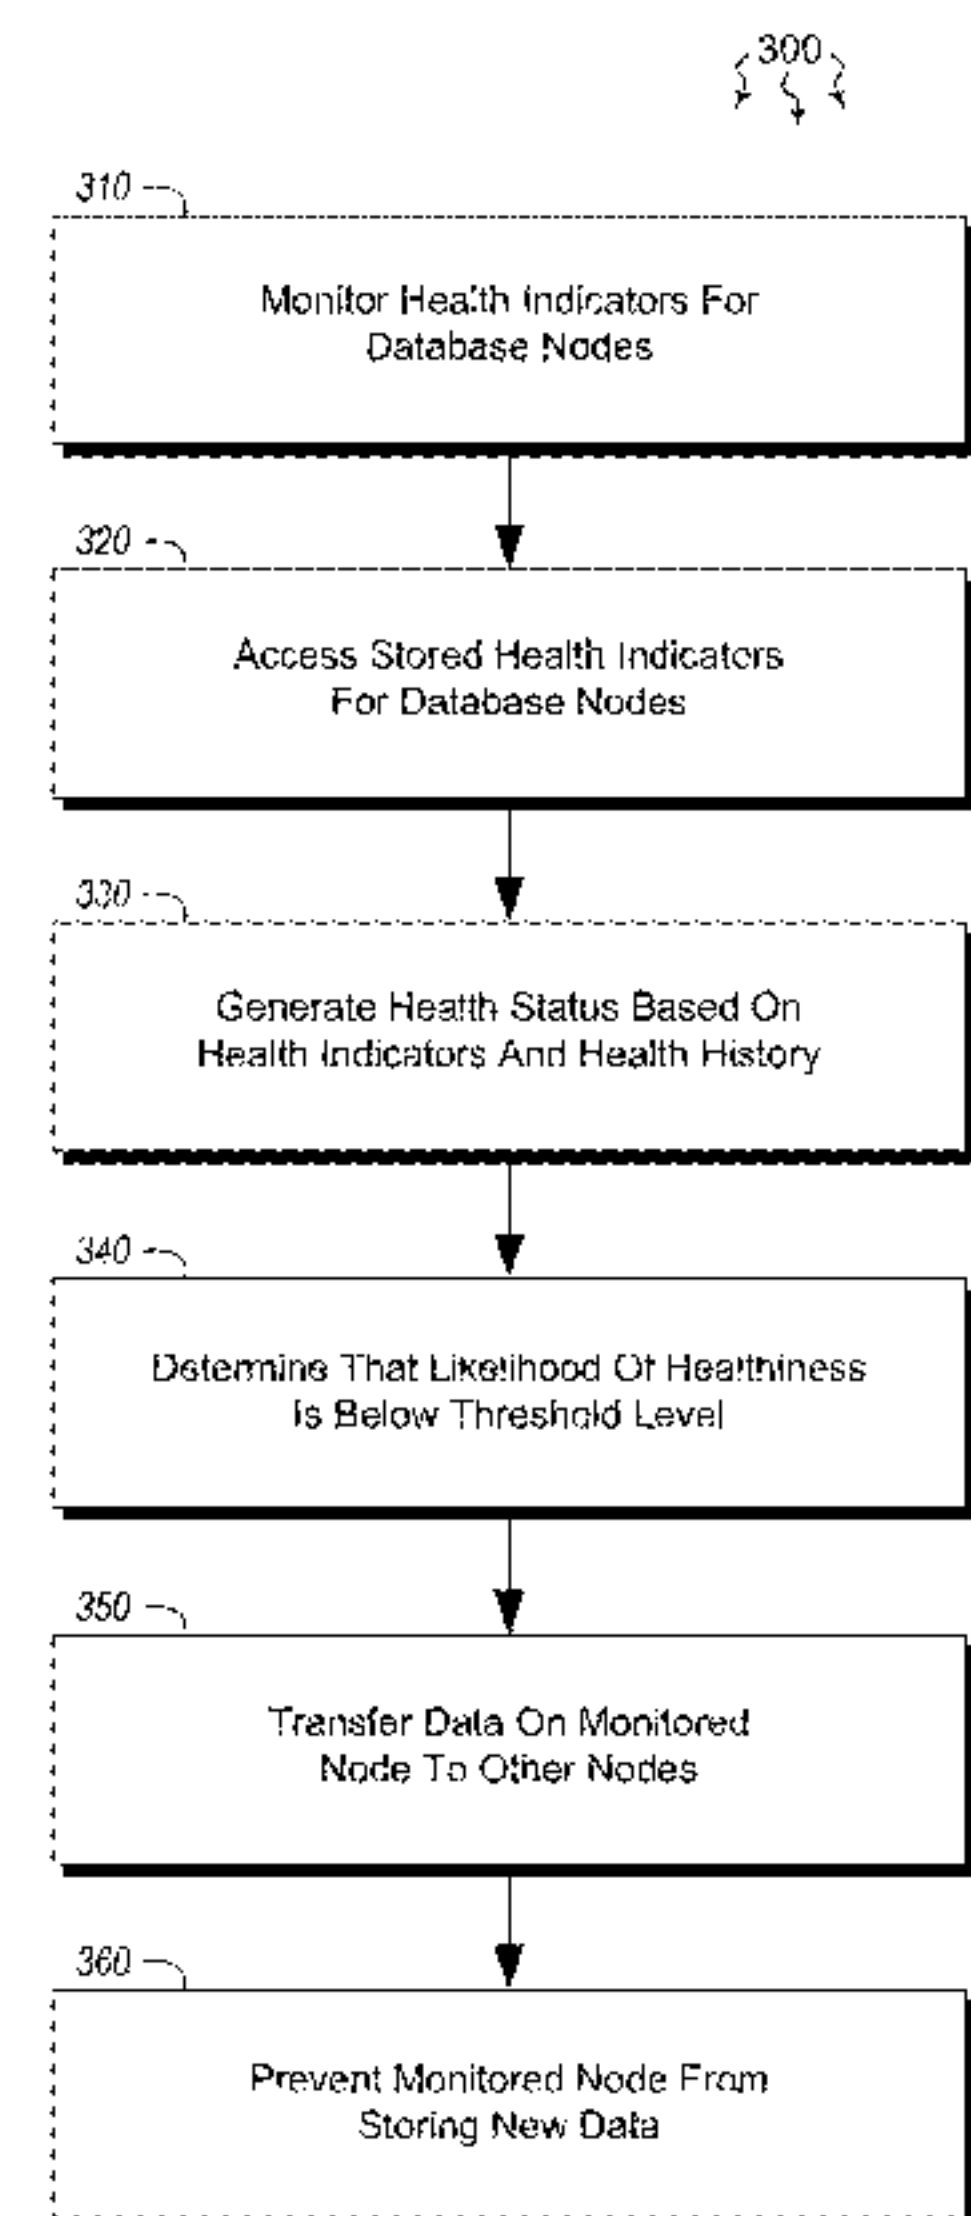 300
310
Monitor Health Indicators For
Database Nodes
320
Access Stored Health Indicators
For Database Nodes
330
Generate Health Status Based On
Health Indicators And Health History
340
Determine That Likelihood Of Healthiness
Is Below Threshold Level
350
Transfer Data On Monitored
Node To Other Nodes
360
Prevent Monitored Node From
Storing New Data